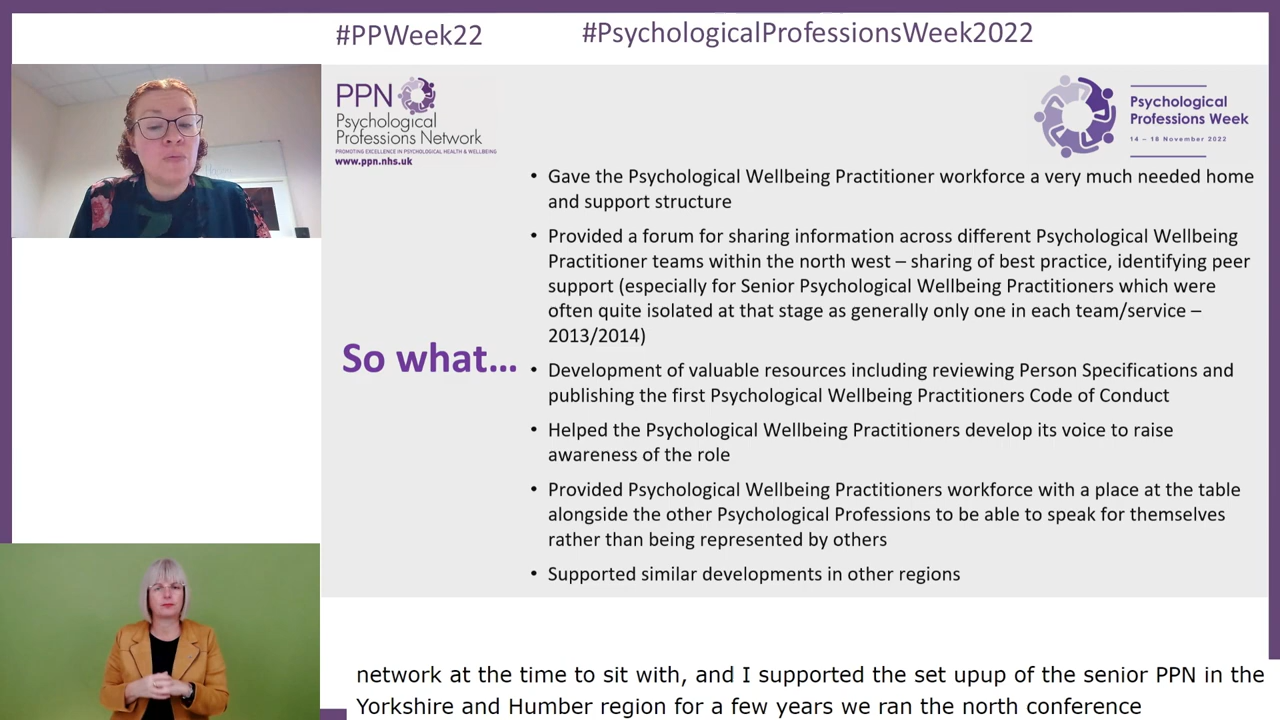 #PPWeek22
#PsychologicalProfessionsWeek2022
PPN
Psychological
Professions Network
PROMOTING EXCELLENCE IN PSYCHOLOGICAL HEALTH & WELLBEING
www.ppn.nhs.uk
Psychological
Professions Week
14 – 18 November 2022
So what...
• Gave the Psychological Wellbeing Practitioner workforce a very much needed home
and support structure
• Provided a forum for sharing information across different Psychological Wellbeing
Practitioner teams within the north west – sharing of best practice, identifying peer
support (especially for Senior Psychological Wellbeing Practitioners which were
often quite isolated at that stage as generally only one in each team/service –
2013/2014)
• Development of valuable resources including reviewing Person Specifications and
publishing the first Psychological Wellbeing Practitioners Code of Conduct
• Helped the Psychological Wellbeing Practitioners develop its voice to raise
awareness of the role
• Provided Psychological Wellbeing Practitioners workforce with a place at the table
alongside the other Psychological Professions to be able to speak for themselves
rather than being represented by others
• Supported similar developments in other regions
network at the time to sit with, and I supported the set upup of the senior PPN in the
Yorkshire and Humber region for a few years we ran the north conference